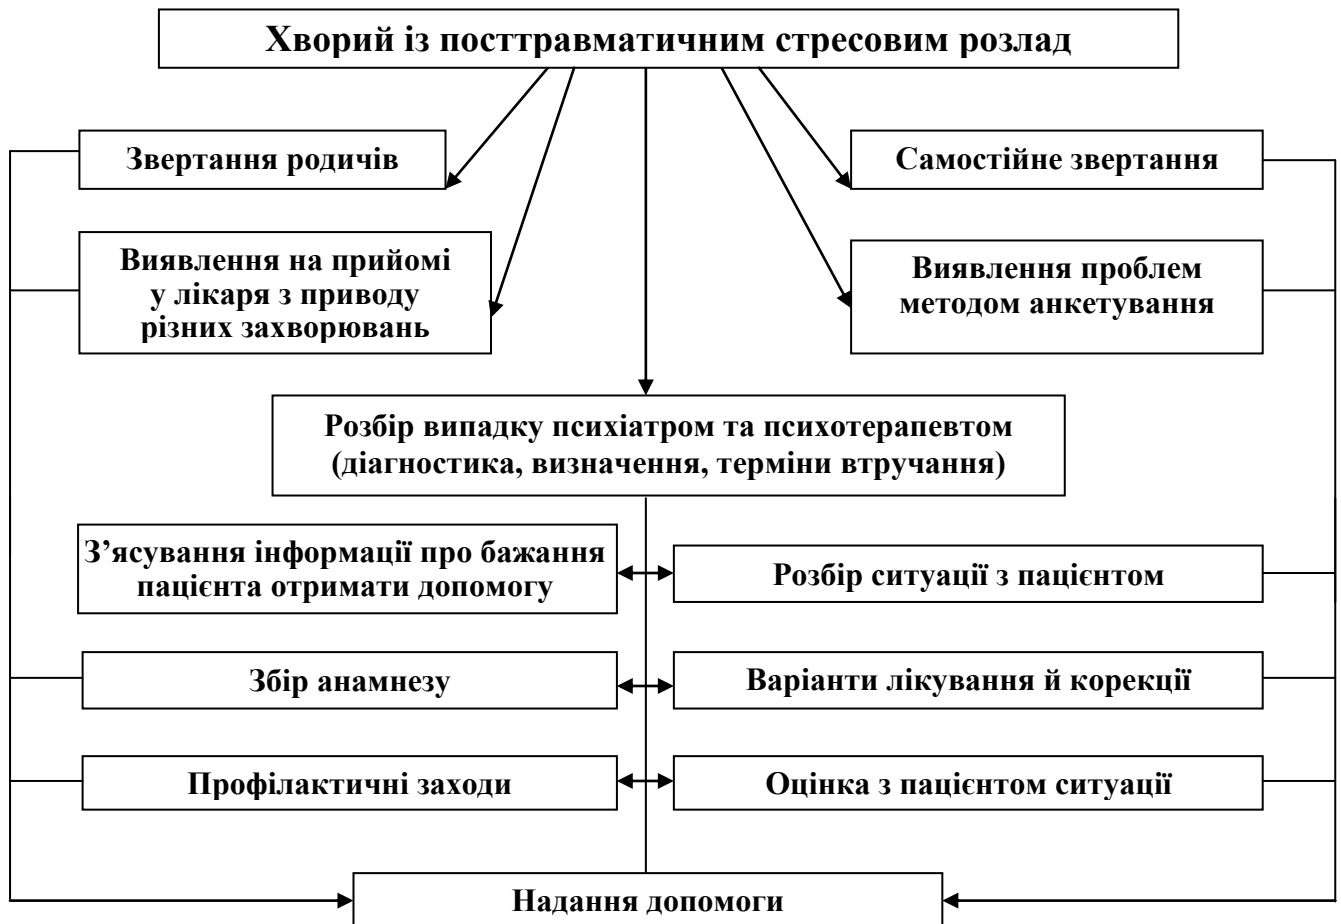 Хворий із посттравматичним стресовим розлад
Звертання родичів
Самостійне звертання
Виявлення на прийомі
у лікаря з приводу
різних захворювань
Виявлення проблем
методом анкетування
Розбір випадку психіатром та психотерапевтом
(діагностика, визначення, терміни втручання)
З’ясування інформації про бажання
пацієнта отримати допомогу
Розбір ситуації з пацієнтом
Збір анамнезу
Варіанти лікування й корекції
Профілактичні заходи
Оцінка з пацієнтом ситуації
Надання допомоги